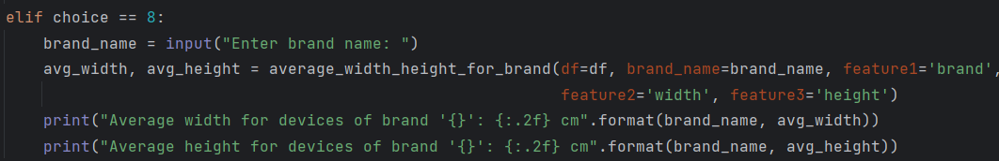 elif choice == 8:
    brand_name = input("Enter brand name: ")
    avg_width, avg_height = average_width_height_for_brand(df=df, brand_name=brand_name, feature1='brand',
                                                           feature2='width', feature3='height')
    print("Average width for devices of brand '{}': {:.2f} cm".format(brand_name, avg_width))
    print("Average height for devices of brand '{}': {:.2f} cm".format(brand_name, avg_height))